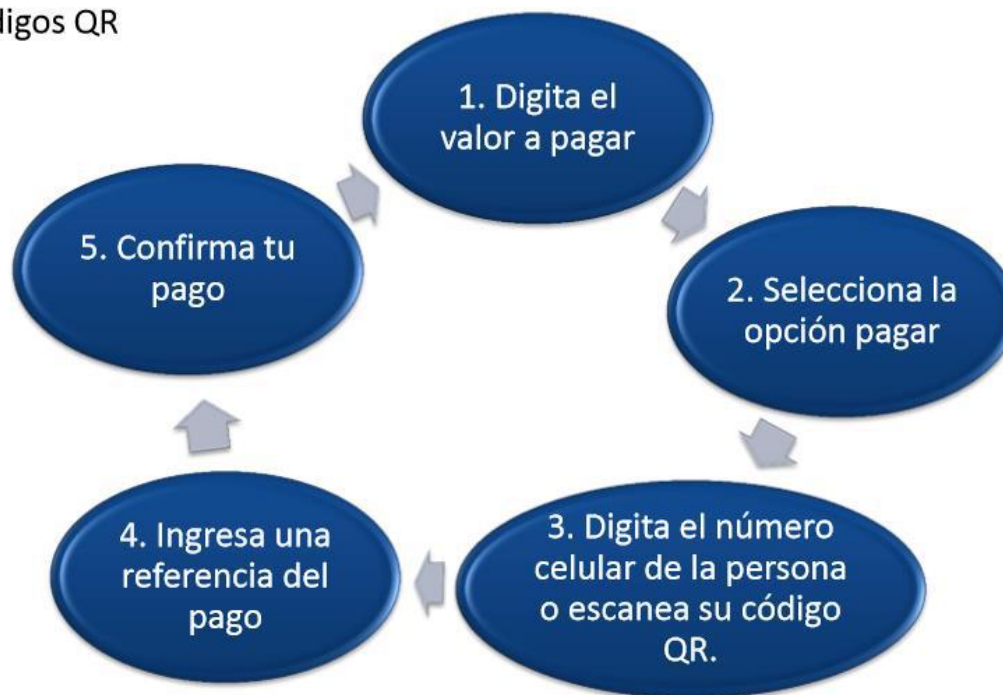 digos QR
1. Digita el
valor a pagar
2. Selecciona la
opción pagar
3. Digita el número
celular de la persona
o escanea su código
QR.
4. Ingresa una
referencia del
pago
5. Confirma tu
pago